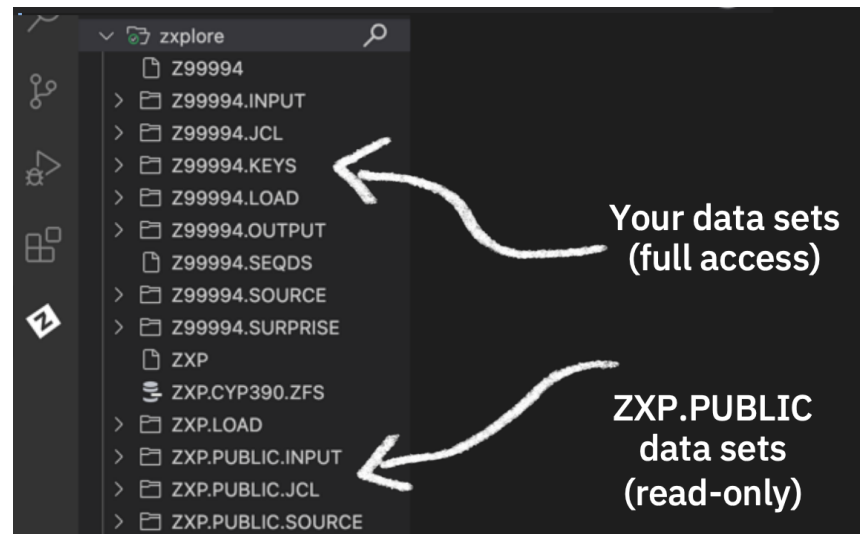 zxplore
Z99994
Z99994.INPUT
Z99994.JCL
Z99994.KEYS
Z99994.LOAD
Z99994.OUTPUT
Z99994.SEQDS
Z99994.SOURCE
Z99994.SURPRISE
ZXP
ZXP.CYP390.ZFS
ZXP.LOAD
ZXP.PUBLIC.INPUT
ZXP.PUBLIC.JCL
ZXP.PUBLIC.SOURCE
Your data sets
(full access)
ZXP.PUBLIC
data sets
(read-only)